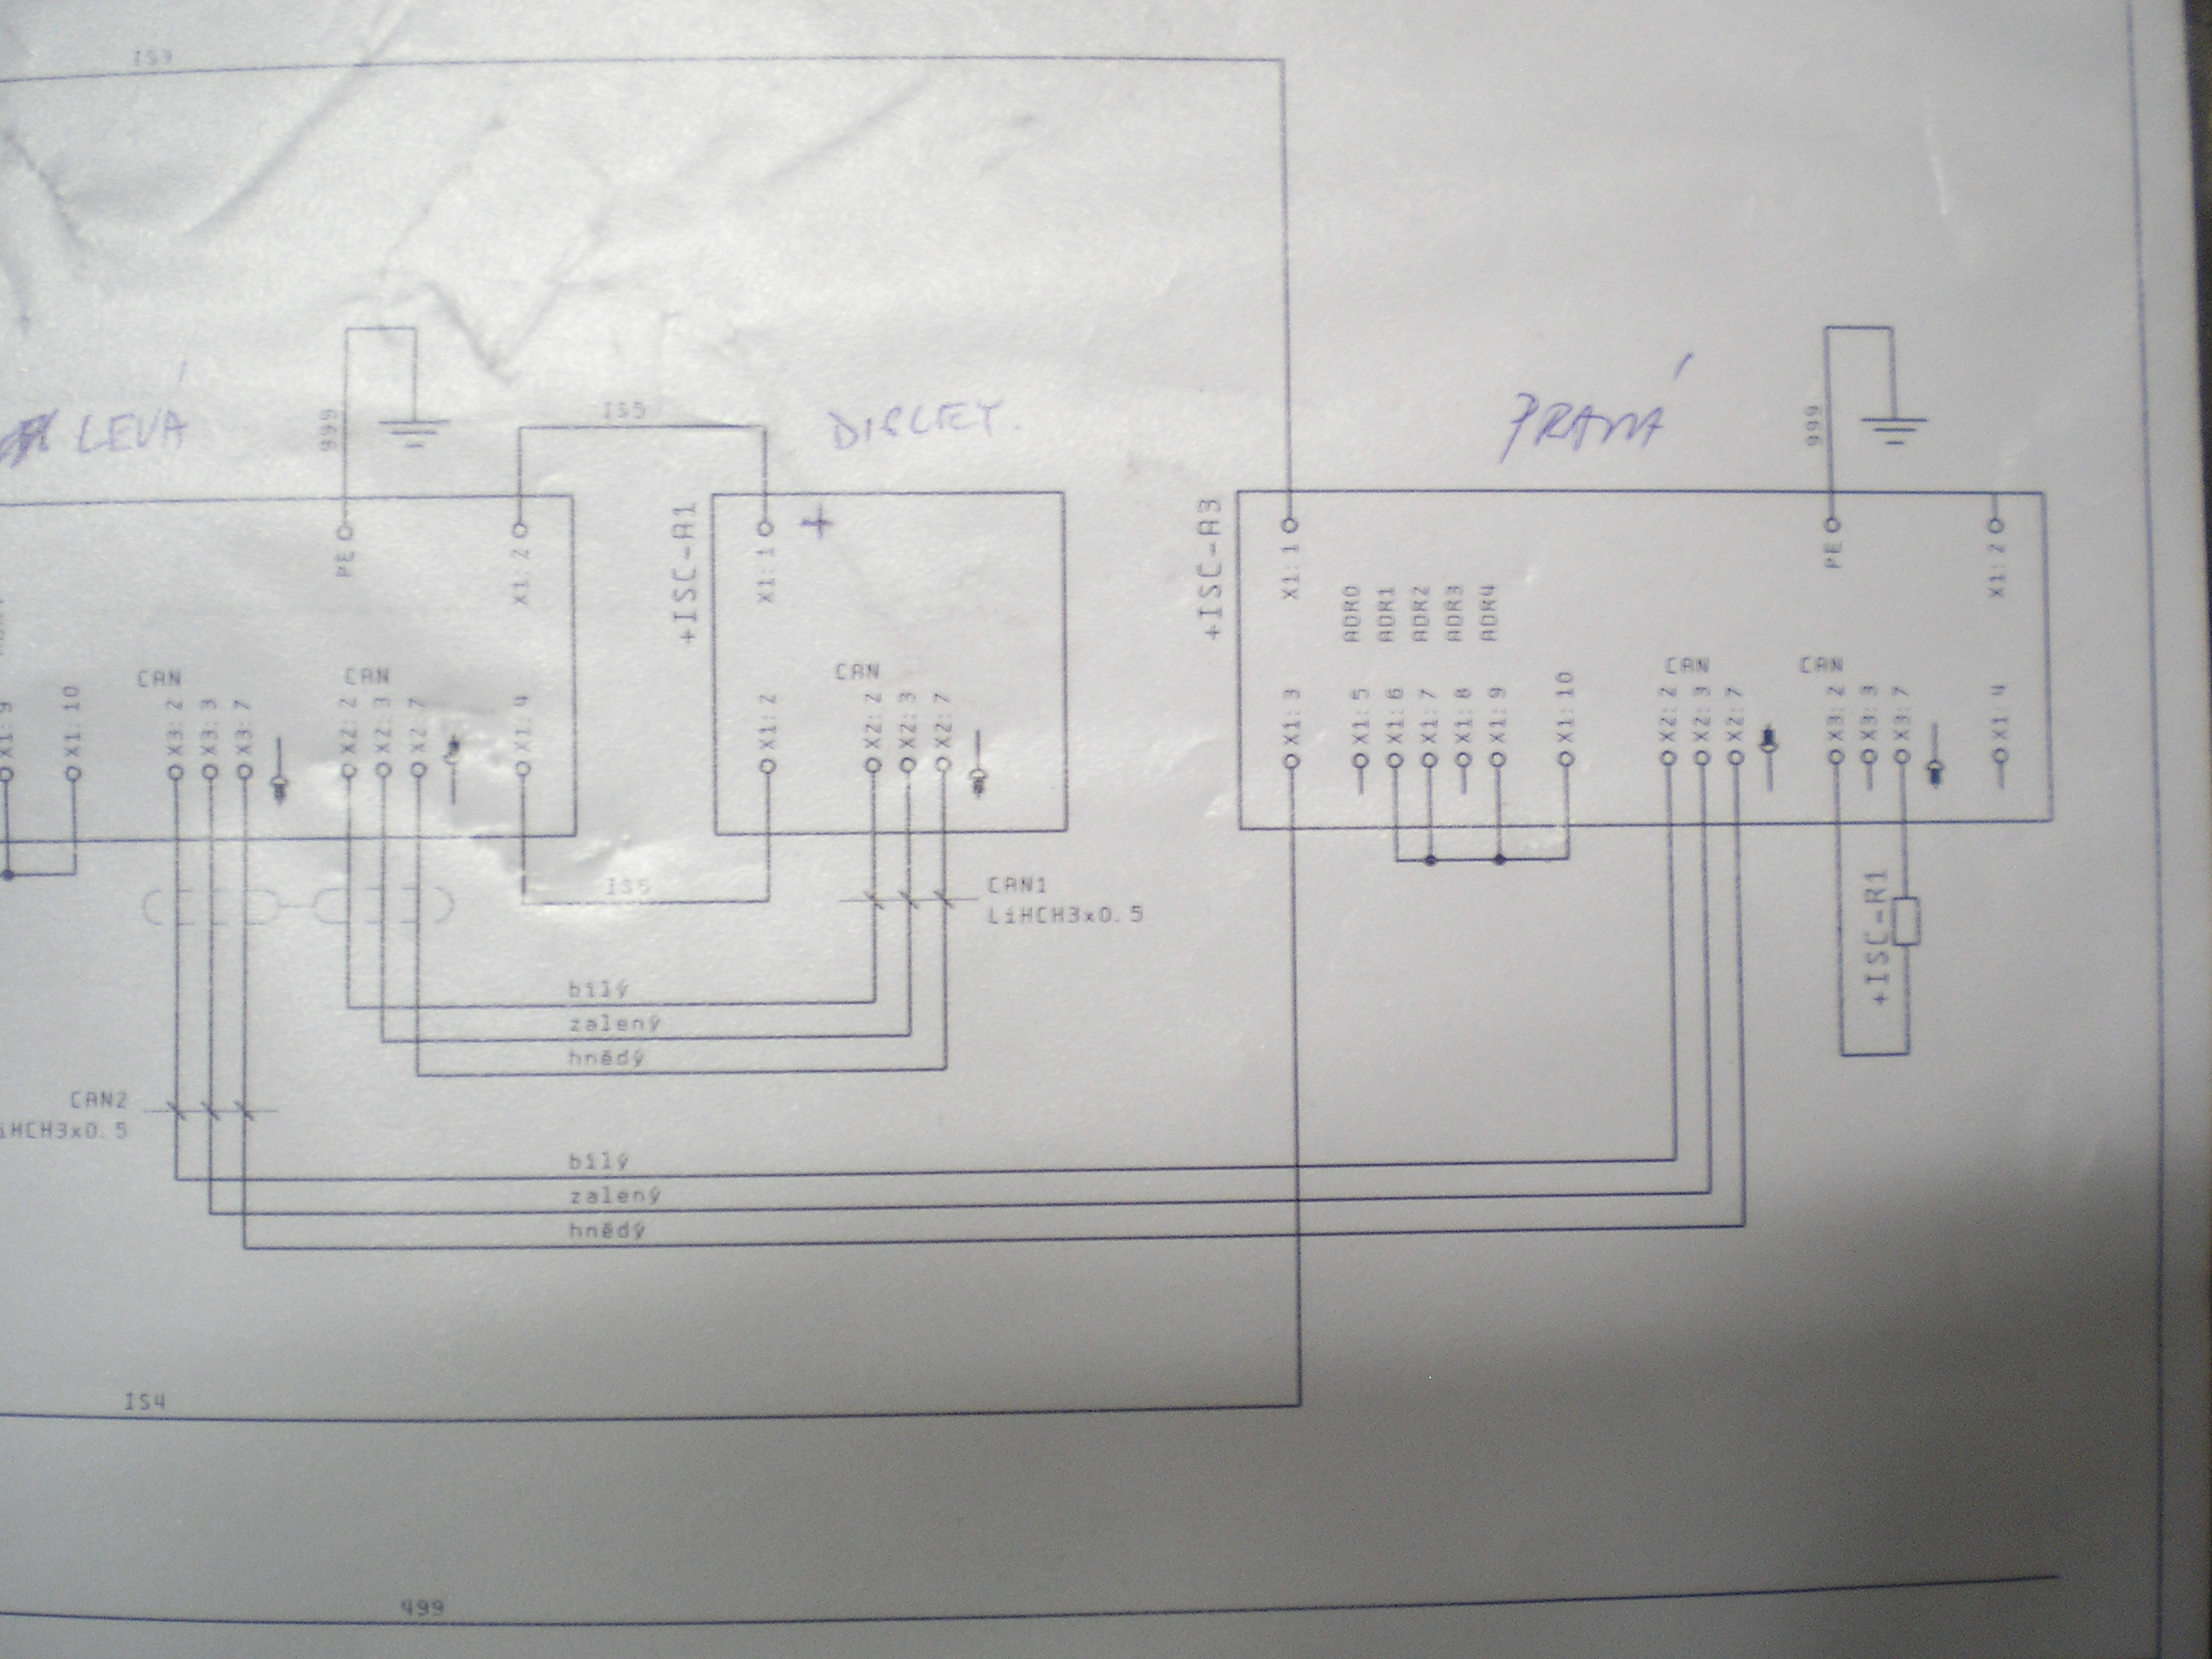 IS9
LEVÁ
999
IS5
DISCLEY.
PRAVÁ
999
+ISC-A1
+
+ISC-A3
PE
X1: 2
X1: 1
X1: 1
PE
X1: 2
ADR0
ADR1
ADR2
ADR3
ADR4
CAN
CAN
CAN
CAN
CAN
X1: 9
X1: 10
X3: 2
X3: 3
X3: 7
X2: 2
X2: 3
X2: 7
X1: 4
X1: 2
X2: 2
X2: 3
X2: 7
X1: 3
X1: 5
X1: 6
X1: 7
X1: 8
X1: 9
X1: 10
X2: 2
X2: 3
X2: 7
X3: 2
X3: 3
X3: 7
X1: 4
IS6
CAN1
LiHCH3x0.5
+ISC-R1
bílý
zalený
hnědý
CAN2
iHCH3x0.5
bílý
zalený
hnědý
IS4
499